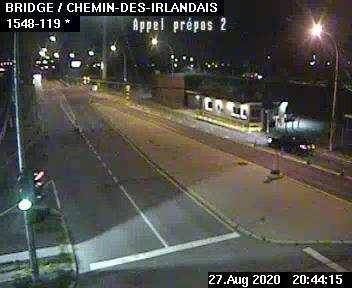 BRIDGE / CHEMIN-DES-IRLANDAIS
1548-119 *
Appel prépos 2
27.Aug 2020 20:44:15